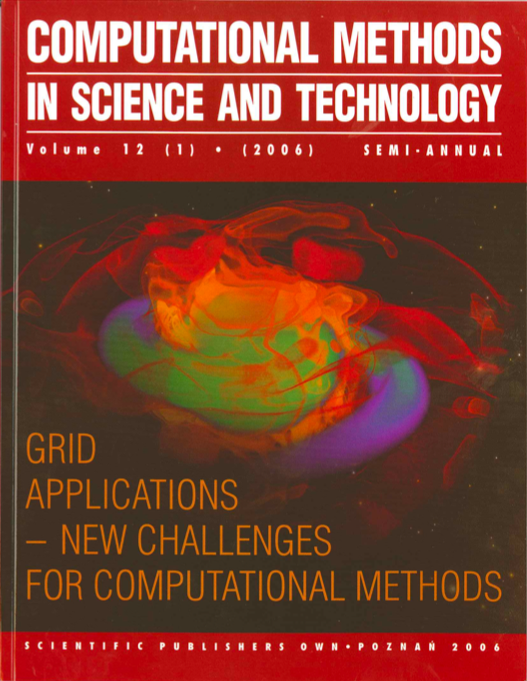 COMPUTATIONAL METHODS
IN SCIENCE AND TECHNOLOGY
Volume 12 (1) • (2006) SEMI-ANNUAL
GRID
APPLICATIONS
– NEW CHALLENGES
FOR COMPUTATIONAL METHODS
SCIENTIFIC PUBLISHERS OWN • POZNAŃ 2006